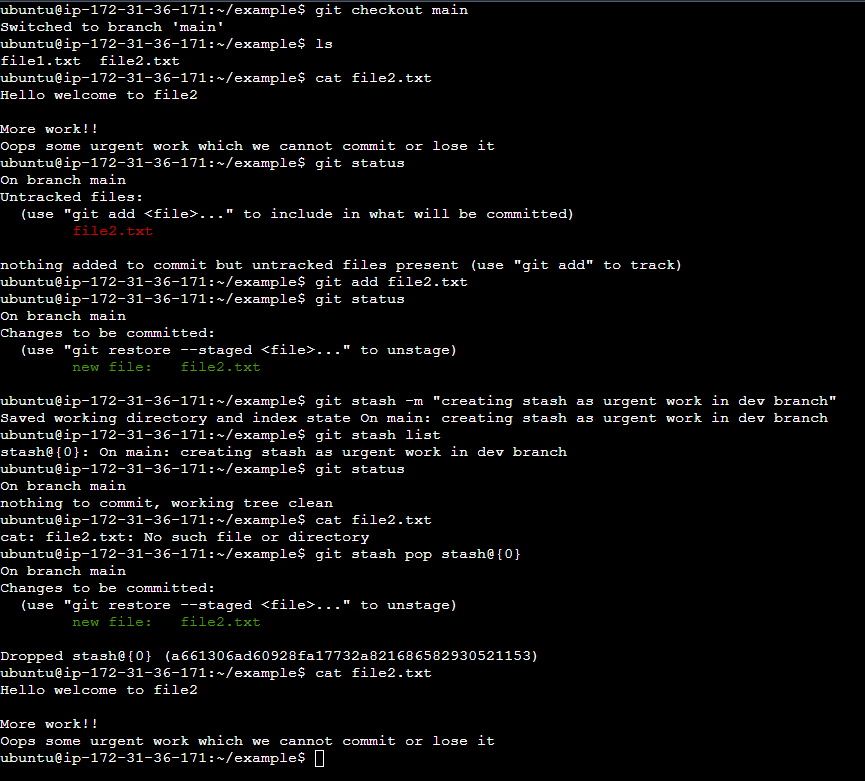 ubuntu@ip-172-31-36-171:~/example$ git checkout main
Switched to branch 'main'
ubuntu@ip-172-31-36-171:~/example$ ls
file1.txt  file2.txt
ubuntu@ip-172-31-36-171:~/example$ cat file2.txt
Hello welcome to file2

More work!!
Oops some urgent work which we cannot commit or lose it
ubuntu@ip-172-31-36-171:~/example$ git status
On branch main
Untracked files:
  (use "git add <file>..." to include in what will be committed)
        file2.txt

nothing added to commit but untracked files present (use "git add" to track)
ubuntu@ip-172-31-36-171:~/example$ git add file2.txt
ubuntu@ip-172-31-36-171:~/example$ git status
On branch main
Changes to be committed:
  (use "git restore --staged <file>..." to unstage)
        new file:   file2.txt

ubuntu@ip-172-31-36-171:~/example$ git stash -m "creating stash as urgent work in dev branch"
Saved working directory and index state On main: creating stash as urgent work in dev branch
ubuntu@ip-172-31-36-171:~/example$ git stash list
stash@{0}: On main: creating stash as urgent work in dev branch
ubuntu@ip-172-31-36-171:~/example$ git status
On branch main
nothing to commit, working tree clean
ubuntu@ip-172-31-36-171:~/example$ cat file2.txt
cat: file2.txt: No such file or directory
ubuntu@ip-172-31-36-171:~/example$ git stash pop stash@{0}
On branch main
Changes to be committed:
  (use "git restore --staged <file>..." to unstage)
        new file:   file2.txt

Dropped stash@{0} (a661306ad60928fa17732a821686582930521153)
ubuntu@ip-172-31-36-171:~/example$ cat file2.txt
Hello welcome to file2

More work!!
Oops some urgent work which we cannot commit or lose it
ubuntu@ip-172-31-36-171:~/example$